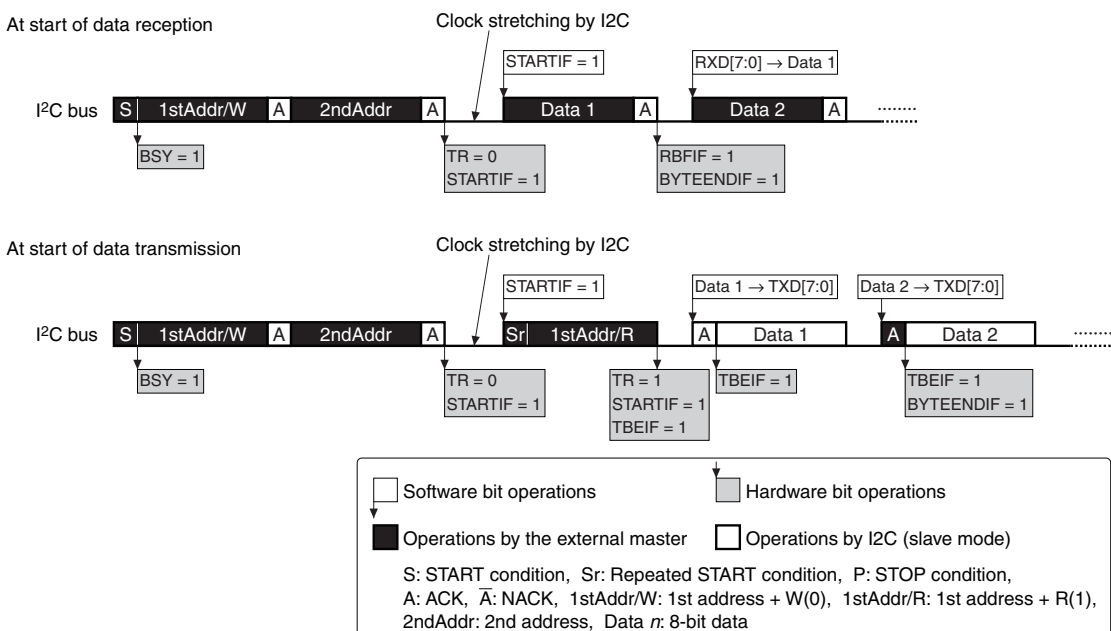 At start of data reception
Clock stretching by I2C
STARTIF = 1
RXD[7:0] → Data 1
I²C bus
S 1stAddr/W A 2ndAddr A Data 1 A Data 2 A
BSY = 1
TR = 0
STARTIF = 1
RBFIF = 1
BYTEENDIF = 1
At start of data transmission
Clock stretching by I2C
STARTIF = 1
Data 1 → TXD[7:0]
Data 2 → TXD[7:0]
I²C bus
S 1stAddr/W A 2ndAddr A Sr 1stAddr/R A Data 1 A Data 2
BSY = 1
TR = 0
STARTIF = 1
TR = 1
STARTIF = 1
TBEIF = 1
TBEIF = 1
TBEIF = 1
BYTEENDIF = 1
Software bit operations
Hardware bit operations
Operations by the external master
Operations by I2C (slave mode)
S: START condition, Sr: Repeated START condition, P: STOP condition,
A: ACK, A̅: NACK, 1stAddr/W: 1st address + W(0), 1stAddr/R: 1st address + R(1),
2ndAddr: 2nd address, Data n: 8-bit data